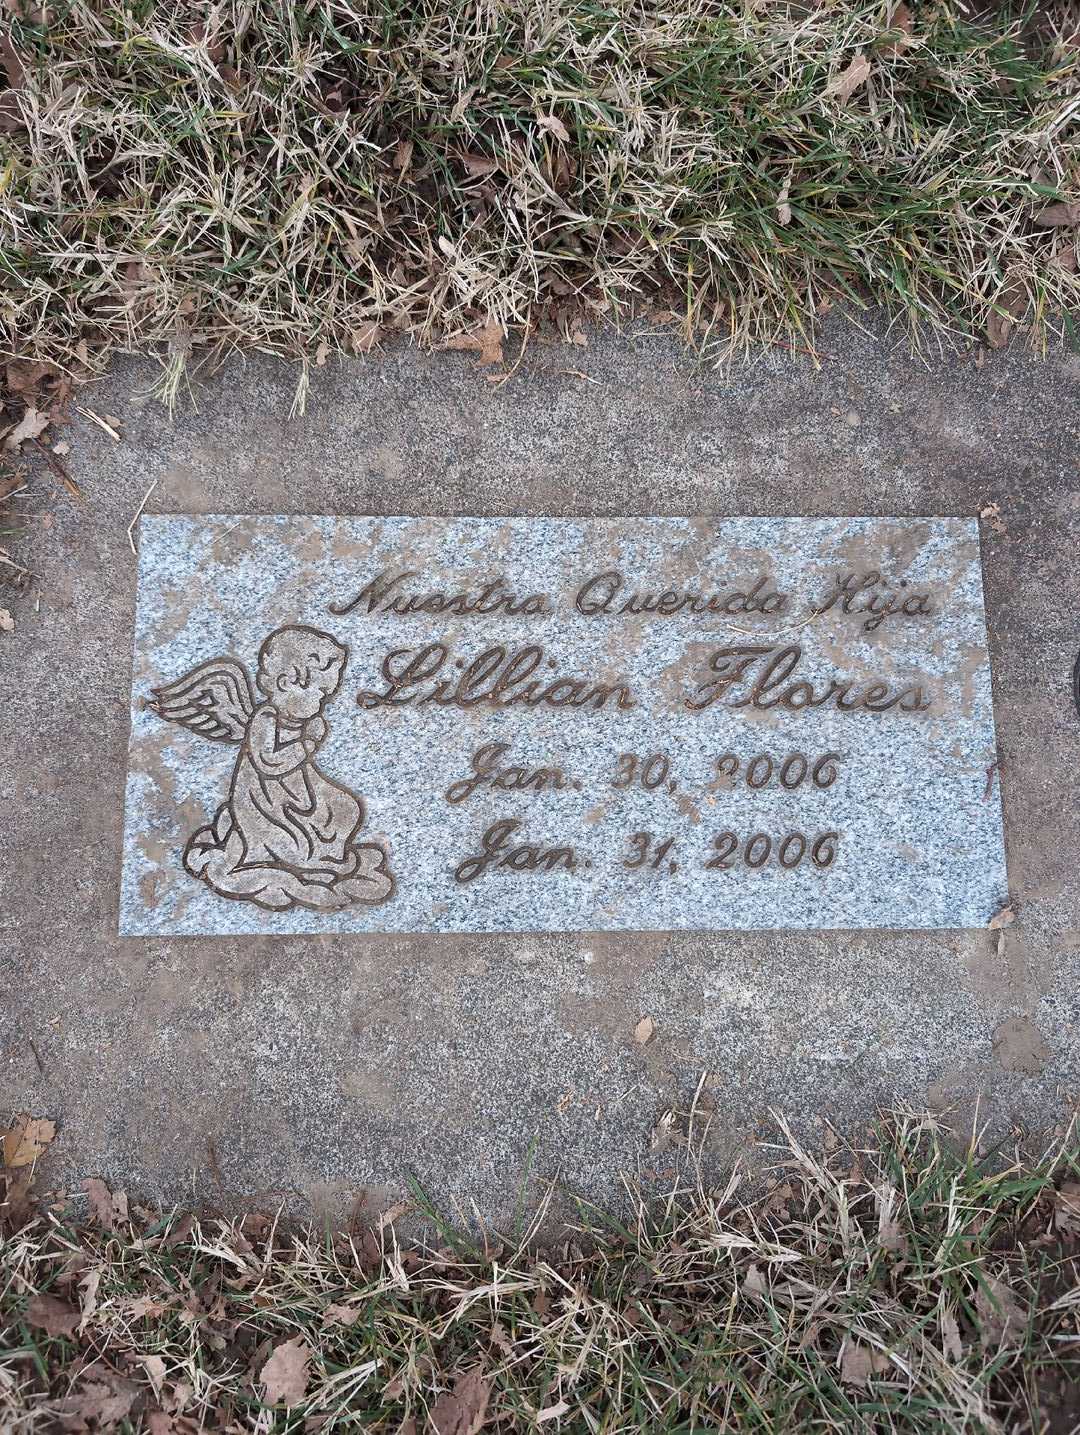 Nuestra Querida Hija
Lillian Flores
Jan. 30, 2006
Jan. 31, 2006